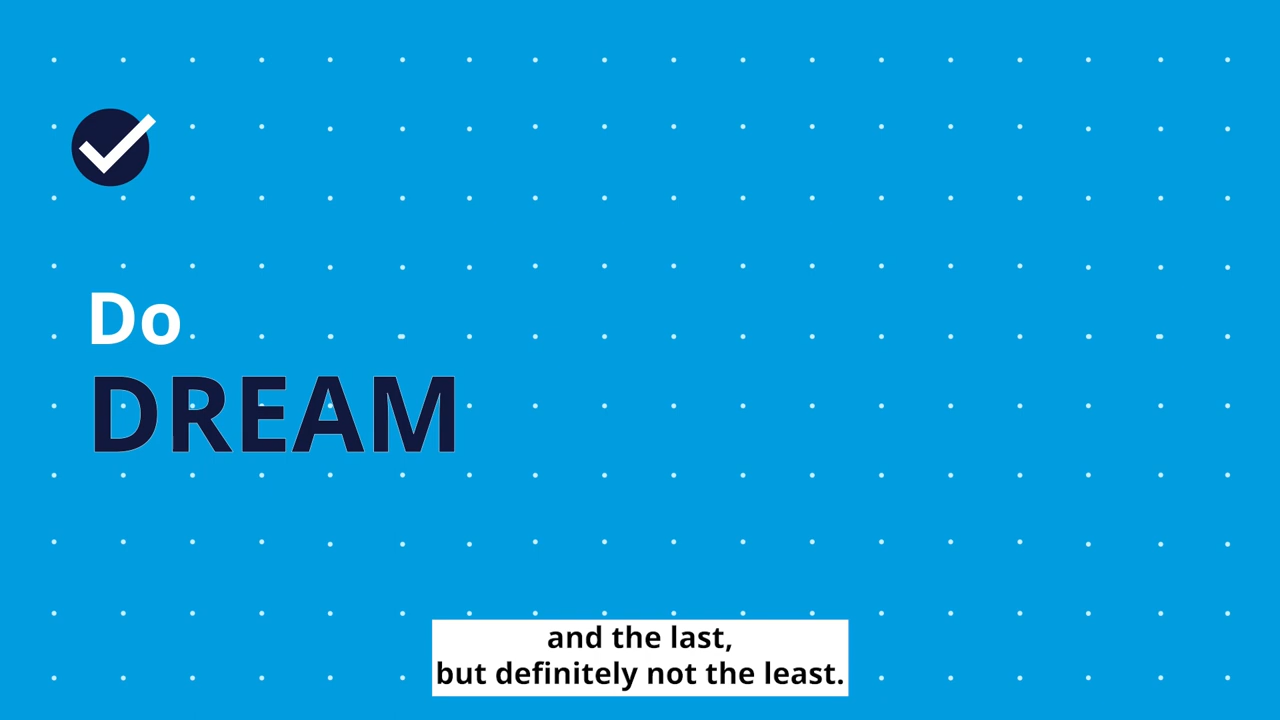 Do
DREAM
and the last,
but definitely not the least.